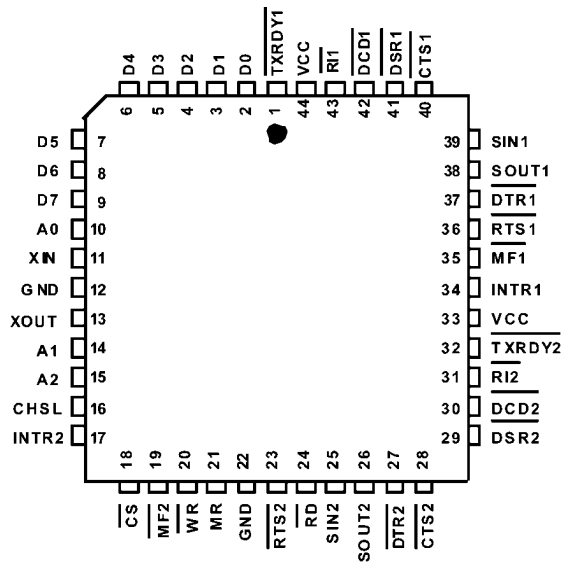 D4 D3 D2 D1 D0 TXRDY1 VCC RI1 DCD1 DSR1 CTS1
6 5 4 3 2 1 44 43 42 41 40
D5 7 39 SIN1
D6 8 38 SOUT1
D7 9 37 DTR1
A0 10 36 RTS1
XIN 11 35 MF1
GND 12 34 INTR1
XOUT 13 33 VCC
A1 14 32 TXRDY2
A2 15 31 RI2
CHSL 16 30 DCD2
INTR2 17 29 DSR2
18 19 20 21 22 23 24 25 26 27 28
CS MF2 WR MR GND RTS2 RD SIN2 SOUT2 DTR2 CTS2